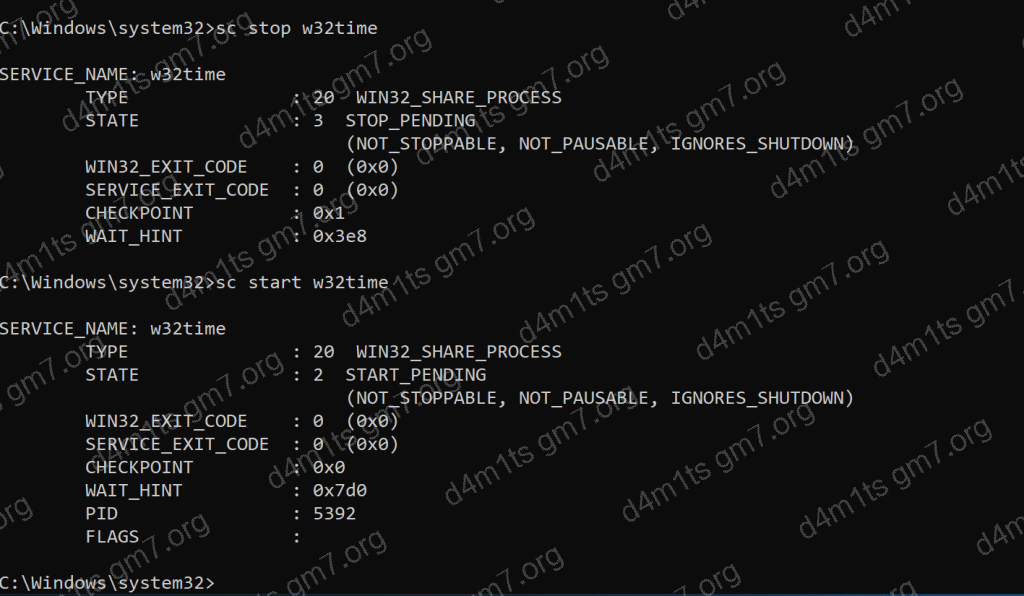 C:\Windows\system32>sc stop w32time
SERVICE_NAME: w32time
        TYPE               : 20  WIN32_SHARE_PROCESS
        STATE              : 3  STOP_PENDING
                                (NOT_STOPPABLE, NOT_PAUSABLE, IGNORES_SHUTDOWN)
        WIN32_EXIT_CODE    : 0  (0x0)
        SERVICE_EXIT_CODE  : 0  (0x0)
        CHECKPOINT         : 0x1
        WAIT_HINT          : 0x3e8
C:\Windows\system32>sc start w32time
SERVICE_NAME: w32time
        TYPE               : 20  WIN32_SHARE_PROCESS
        STATE              : 2  START_PENDING
                                (NOT_STOPPABLE, NOT_PAUSABLE, IGNORES_SHUTDOWN)
        WIN32_EXIT_CODE    : 0  (0x0)
        SERVICE_EXIT_CODE  : 0  (0x0)
        CHECKPOINT         : 0x0
        WAIT_HINT          : 0x7d0
        PID                : 5392
        FLAGS              :
C:\Windows\system32>
d4m1ts gm7.org